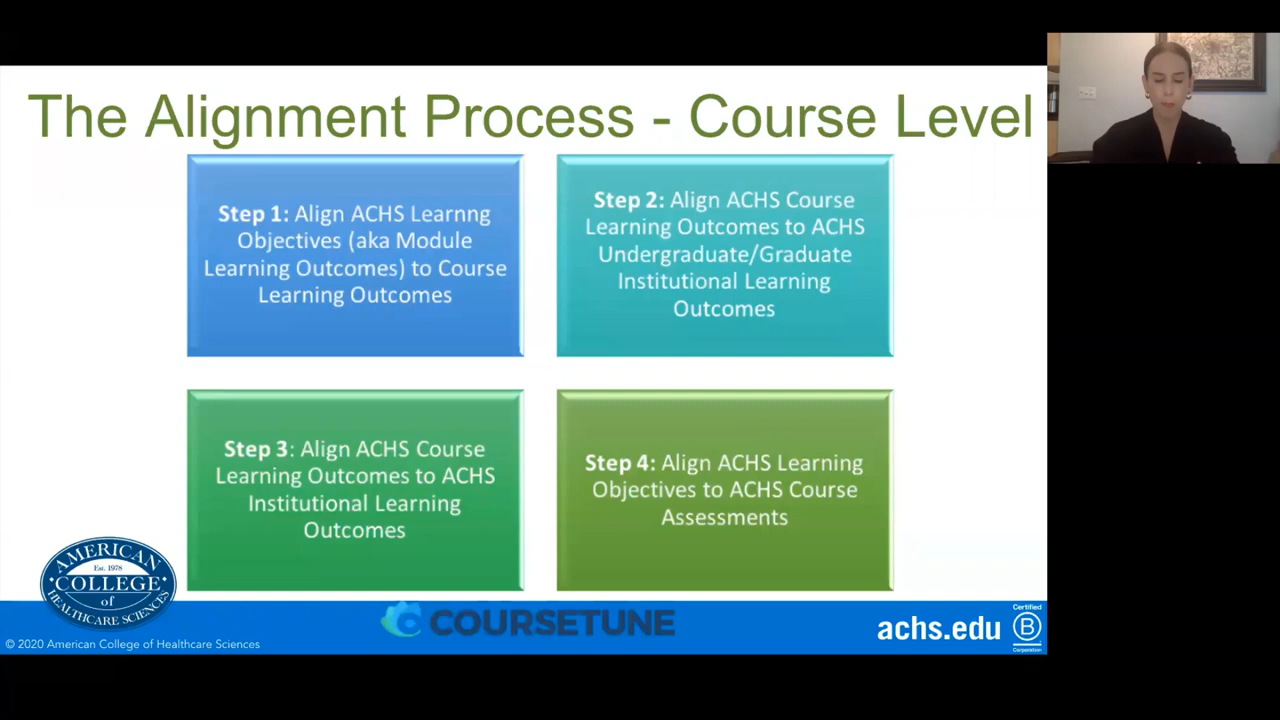 The Alignment Process - Course Level
Step 1: Align ACHS Learnng
Objectives (aka Module
Learning Outcomes) to Course
Learning Outcomes
Step 2: Align ACHS Course
Learning Outcomes to ACHS
Undergraduate/Graduate
Institutional Learning
Outcomes
Step 3: Align ACHS Course
Learning Outcomes to ACHS
Institutional Learning
Outcomes
Step 4: Align ACHS Learning
Objectives to ACHS Course
Assessments
AMERICAN
Est. 1978
COLLEGE
of
HEALTHCARE SCIENCES
© 2020 American College of Healthcare Sciences
COURSETUNE
achs.edu
Certified
B
Corporation